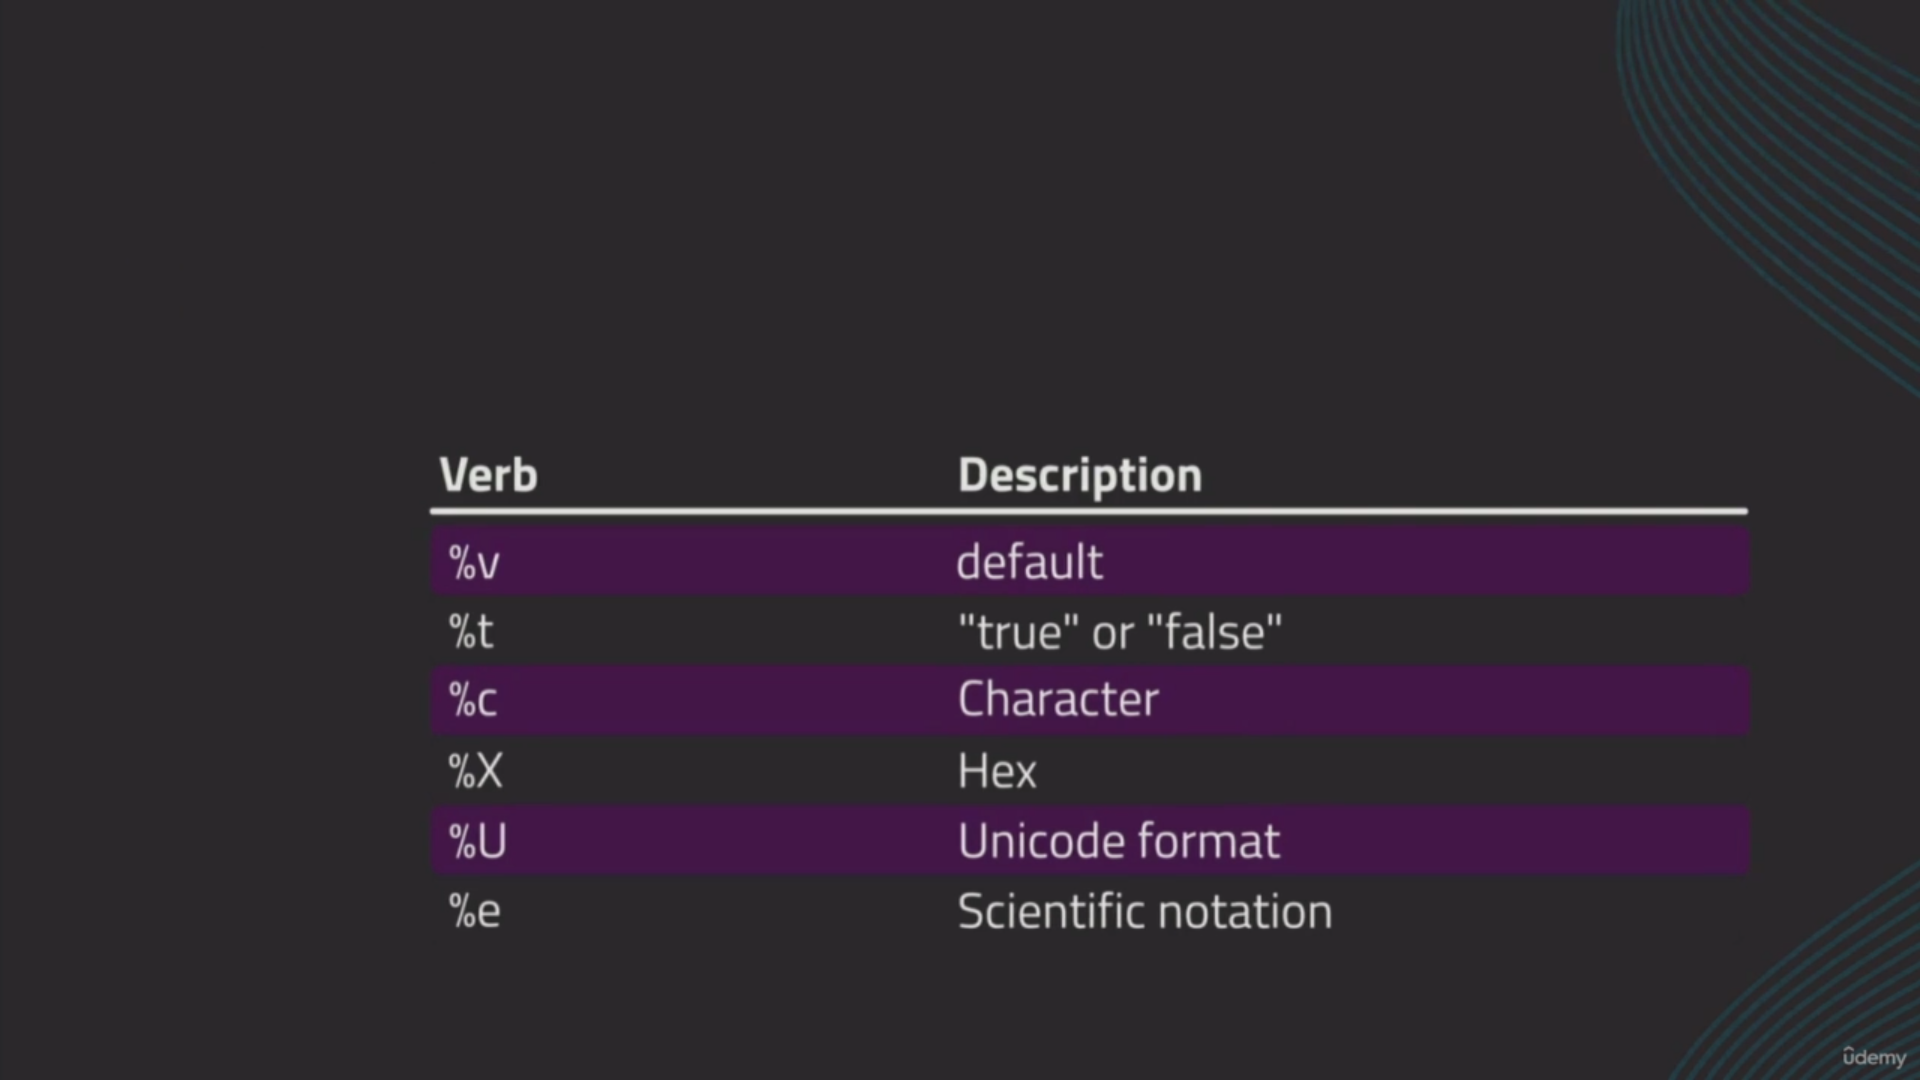 Verb Description
%v default
%t "true" or "false"
%c Character
%X Hex
%U Unicode format
%e Scientific notation
ûdemy